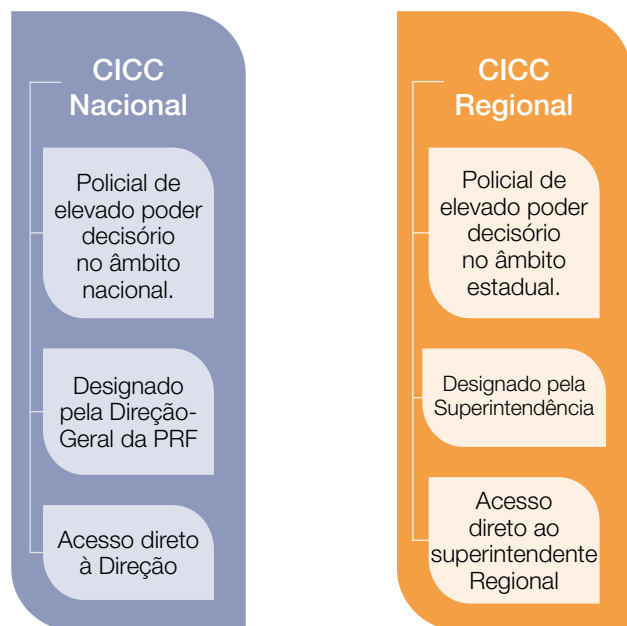 CICC
Nacional
Policial de
elevado poder
decisório
no âmbito
nacional.
Designado
pela Direção-
Geral da PRF
Acesso direto
à Direção
CICC
Regional
Policial de
elevado poder
decisório
no âmbito
estadual.
Designado pela
Superintendência
Acesso
direto ao
superintendente
Regional